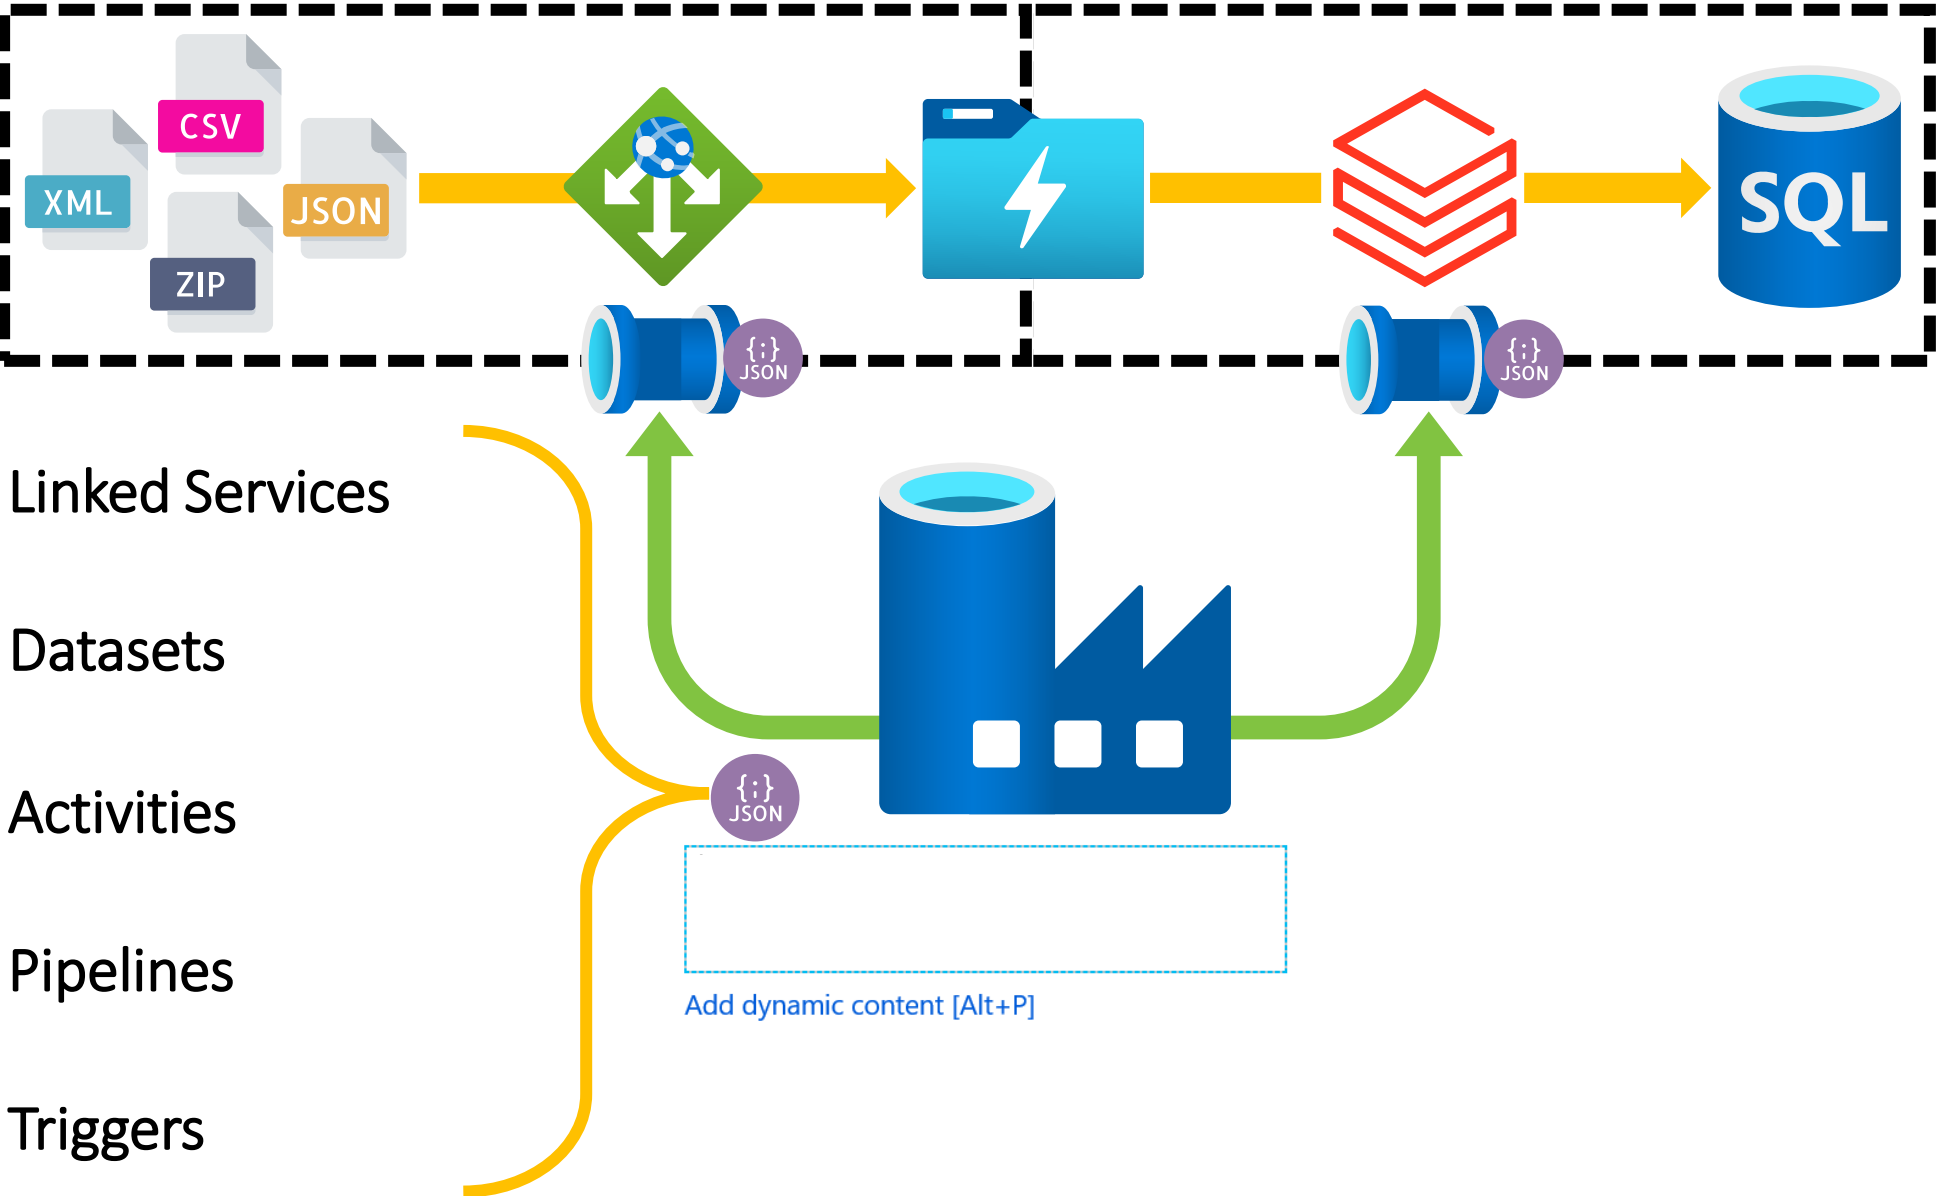 CSV
XML
JSON
ZIP
SQL
{;}
JSON
{;}
JSON
Linked Services
Datasets
Activities
Pipelines
Triggers
{;}
JSON
Add dynamic content [Alt+P]